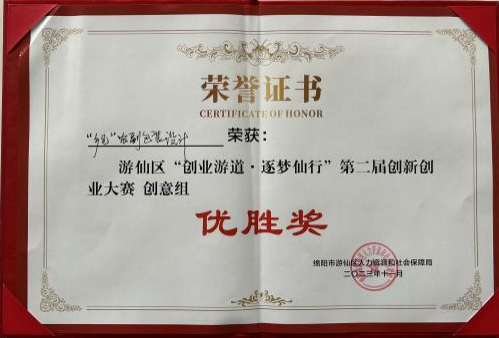 荣誉证书
CERTIFICATE OF HONOR
包装设计 荣获：
游仙区“创业游道·逐梦仙行”第二届创新创
业大赛 创意组
优胜奖
绵阳市游仙区人力资源和社会保障局
二〇二三年十一月